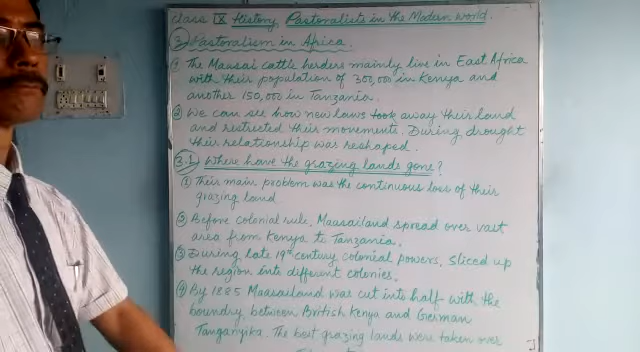 Class IX History, Pastoralists in the Modern World.
3 Pastoralism in Africa.
① The Maasai cattle herders mainly live in East Africa
with their population of 300,000 in Kenya and
another 150,000 in Tanzania.
② We can see how new laws took away their land
and restricted their movements. During drought
their relationship was reshaped.
3.1 Where have the grazing lands gone?
① Their main problem was the continuous loss of their
grazing land.
② Before colonial rule, Maasailand spread over vast
area from Kenya to Tanzania.
③ During late 19th century colonial powers, sliced up
the region into different colonies.
④ By 1885 Maasailand was cut into half with the
boundry between British Kenya and German
Tanganyika. The best grazing lands were taken over